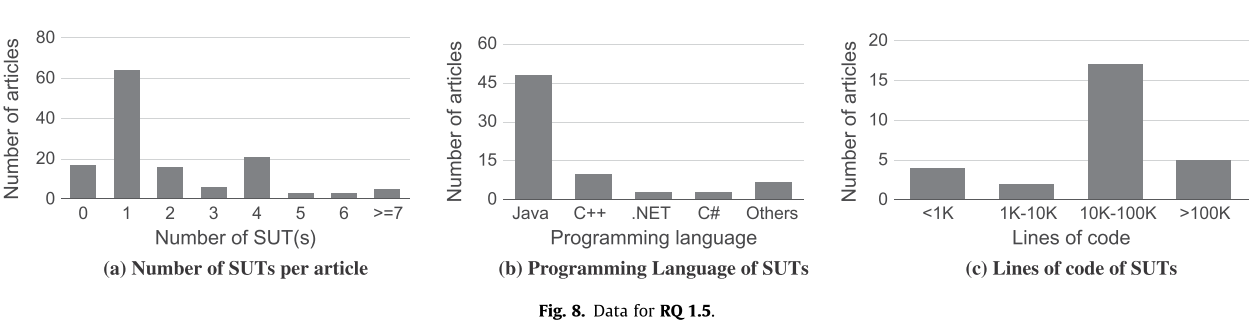 Number of articles
80
60
40
20
0
0 1 2 3 4 5 6 >=7
Number of SUT(s)
(a) Number of SUTs per article
Number of articles
60
45
30
15
0
Java C++ .NET C# Others
Programming language
(b) Programming Language of SUTs
Number of articles
20
15
10
5
0
<1K 1K-10K 10K-100K >100K
Lines of code
(c) Lines of code of SUTs
Fig. 8. Data for RQ 1.5.